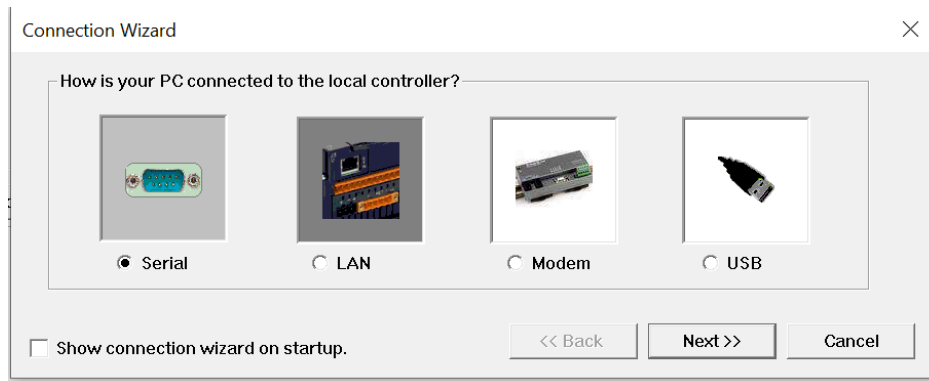 Connection Wizard
How is your PC connected to the local controller?
Serial
LAN
Modem
USB
Show connection wizard on startup.
<< Back
Next >>
Cancel